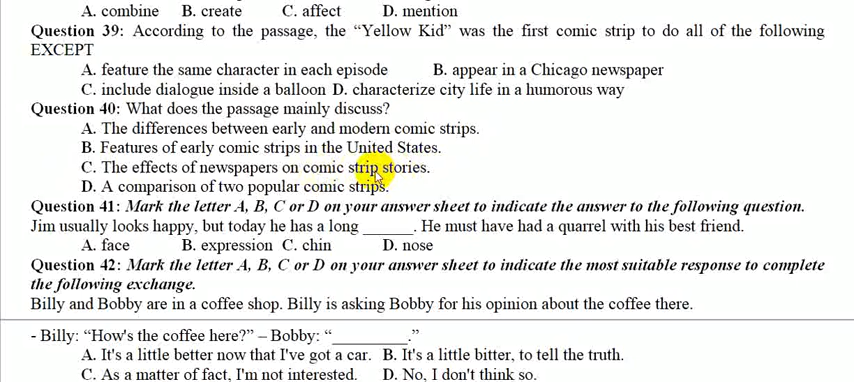 A. combine B. create C. affect D. mention
Question 39: According to the passage, the “Yellow Kid” was the first comic strip to do all of the following
EXCEPT
A. feature the same character in each episode B. appear in a Chicago newspaper
C. include dialogue inside a balloon D. characterize city life in a humorous way
Question 40: What does the passage mainly discuss?
A. The differences between early and modern comic strips.
B. Features of early comic strips in the United States.
C. The effects of newspapers on comic strip stories.
D. A comparison of two popular comic strips.
Question 41: Mark the letter A, B, C or D on your answer sheet to indicate the answer to the following question.
Jim usually looks happy, but today he has a long ______. He must have had a quarrel with his best friend.
A. face B. expression C. chin D. nose
Question 42: Mark the letter A, B, C or D on your answer sheet to indicate the most suitable response to complete
the following exchange.
Billy and Bobby are in a coffee shop. Billy is asking Bobby for his opinion about the coffee there.
- Billy: “How's the coffee here?” – Bobby: “_________.”
A. It's a little better now that I've got a car. B. It's a little bitter, to tell the truth.
C. As a matter of fact, I'm not interested. D. No, I don't think so.